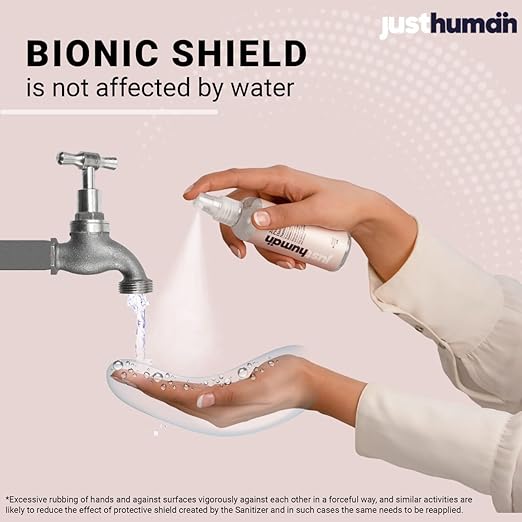 justhuman
BIONIC SHIELD
is not affected by water
justhuman
*Excessive rubbing of hands and against surfaces vigorously against each other in a forceful way, and similar activities are
likely to reduce the effect of protective shield created by the Sanitizer and in such cases the same needs to be reapplied.